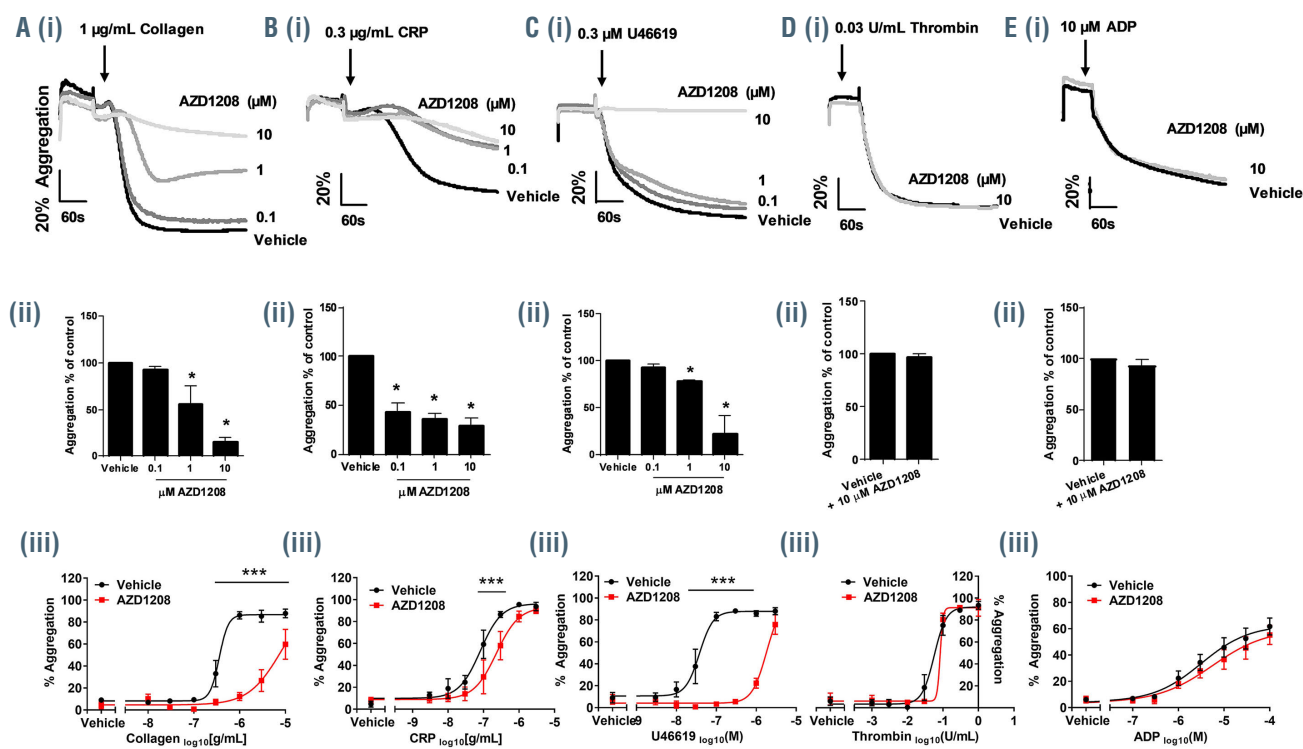 A (i)
1 µg/mL Collagen
B (i)
0.3 µg/mL CRP
C (i)
0.3 µM U46619
D (i)
0.03 U/mL Thrombin
E (i)
10 µM ADP
20% Aggregation
60s
AZD1208 (µM)
10
1
0.1
Vehicle
20%
60s
AZD1208 (µM)
10
1
0.1
Vehicle
20%
60s
AZD1208 (µM)
10
1
0.1
Vehicle
20%
60s
AZD1208 (µM)
10
Vehicle
20%
60s
AZD1208 (µM)
10
Vehicle
(ii)
Aggregation % of control
150
100
50
0
* *
Vehicle 0.1 1 10
µM AZD1208
(ii)
Aggregation % of control
150
100
50
0
* * *
Vehicle 0.1 1 10
µM AZD1208
(ii)
Aggregation % of control
150
100
50
0
* *
Vehicle 0.1 1 10
µM AZD1208
(ii)
Aggregation % of control
150
100
50
0
Vehicle
+ 10 µM AZD1208
(ii)
Aggregation % of control
150
100
50
0
Vehicle
+ 10 µM AZD1208
(iii)
% Aggregation
120
100
80
60
40
20
0
Vehicle
AZD1208
***
Vehicle -8 -7 -6 -5
Collagen log10[g/mL]
(iii)
% Aggregation
120
100
80
60
40
20
0
Vehicle
AZD1208
***
Vehicle -8 -7 -6 -5
CRP log10[g/mL]
(iii)
% Aggregation
120
100
80
60
40
20
0
Vehicle
AZD1208
***
Vehicle -9 -8 -7 -6
U46619 log10(M)
(iii)
Vehicle
AZD1208
120
100
80
60
40
20
0
% Aggregation
Vehicle -3 -2 -1 0 1
Thrombin log10(U/mL)
(iii)
% Aggregation
120
100
80
60
40
20
0
Vehicle
AZD1208
Vehicle -7 -6 -5 -4
ADP log10(M)